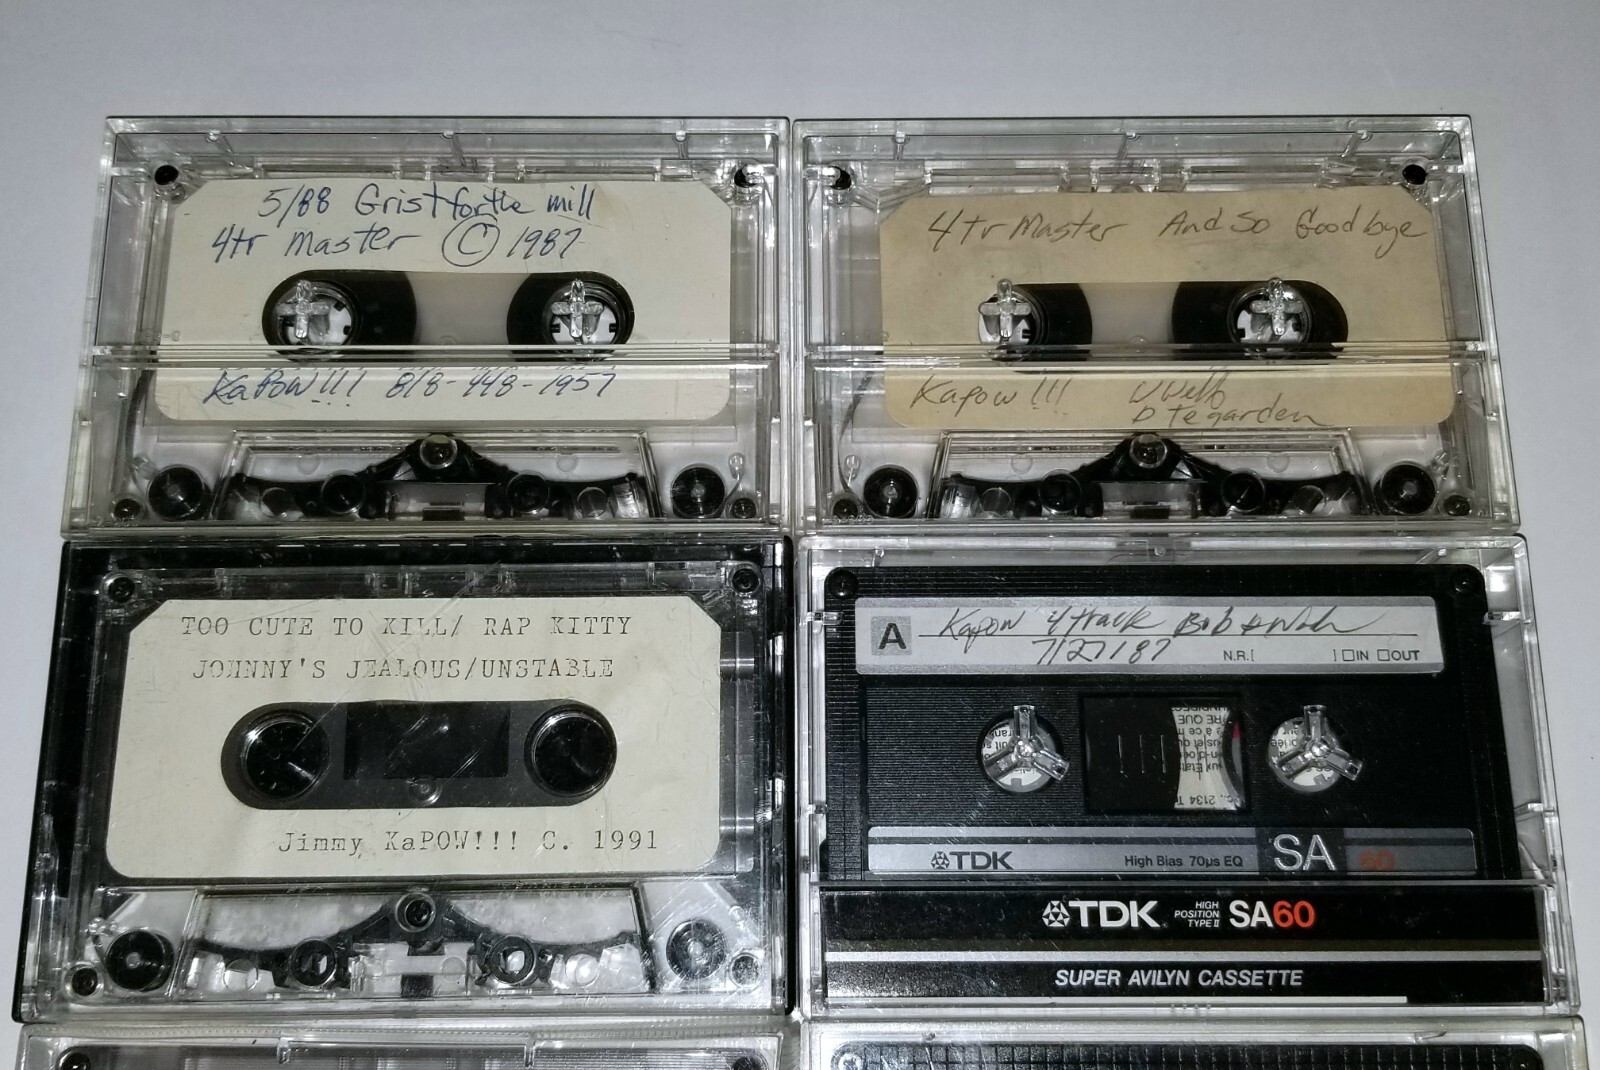 5/88 Grist for the mill
4tr Master © 1987
KaPOW!!! 818-448-1957
4tr Master And So Goodbye
Kapow!!!
D Tegarden
TOO CUTE TO KILL/ RAP KITTY
JOHNNY'S JEALOUS/UNSTABLE
Jimmy KaPOW!!! C. 1991
A Kapow 4 track Bob &
7/27/87 N.R.[ ] IN OUT
TDK High Bias 70µs EQ SA 60
TDK HIGH POSITION TYPE II SA60
SUPER AVILYN CASSETTE